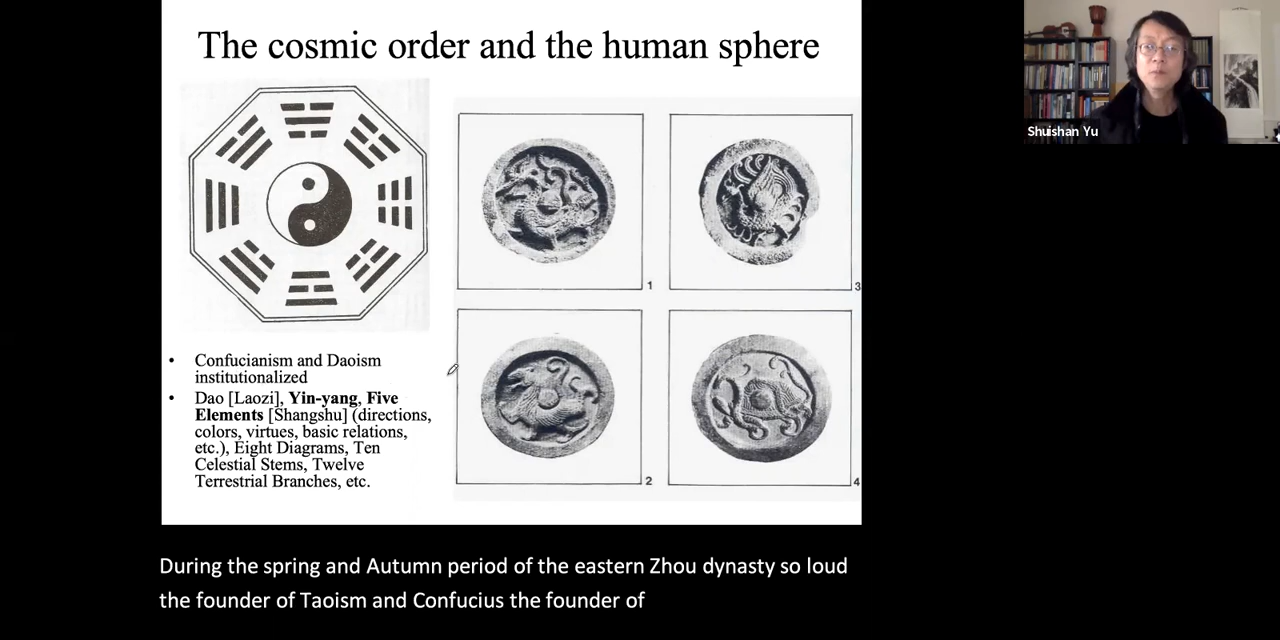 The cosmic order and the human sphere
Shuishan Yu
1
3
2
4
• Confucianism and Daoism
institutionalized
• Dao [Laozi], Yin-yang, Five
Elements [Shangshu] (directions,
colors, virtues, basic relations,
etc.), Eight Diagrams, Ten
Celestial Stems, Twelve
Terrestrial Branches, etc.
During the spring and Autumn period of the eastern Zhou dynasty so loud
the founder of Taoism and Confucius the founder of